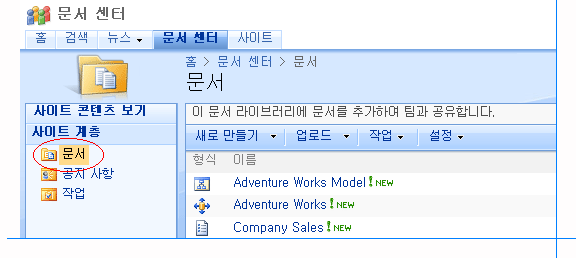 문서 센터
홈 검색 뉴스 문서 센터 사이트
홈 > 문서 센터 > 문서
문서
사이트 콘텐츠 보기
사이트 계층
문서
공지 사항
작업
이 문서 라이브러리에 문서를 추가하여 팀과 공유합니다.
새로 만들기 업로드 작업 설정
형식 이름
Adventure Works Model ! NEW
Adventure Works ! NEW
Company Sales ! NEW